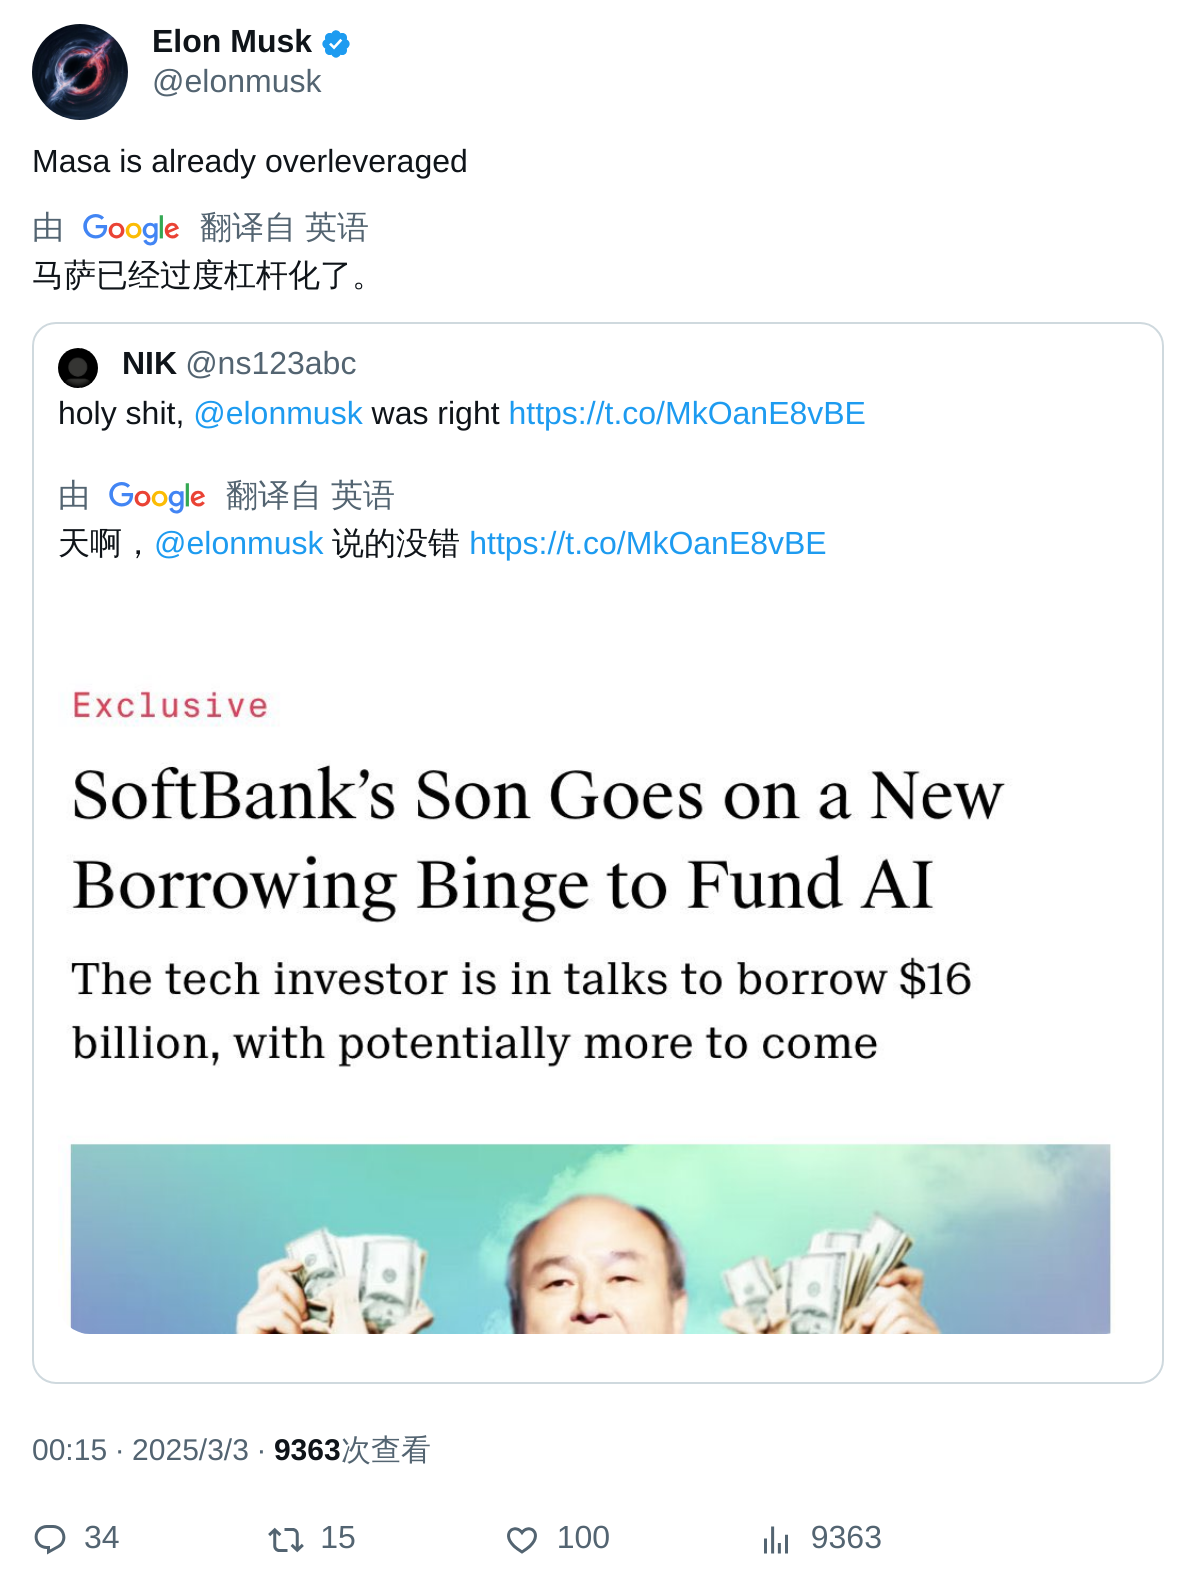 Elon Musk
@elonmusk
Masa is already overleveraged
由 Google 翻译自 英语
马萨已经过度杠杆化了。
NIK @ns123abc
holy shit, @elonmusk was right https://t.co/MkOanE8vBE
由 Google 翻译自 英语
天啊，@elonmusk 说的没错 https://t.co/MkOanE8vBE
Exclusive
SoftBank’s Son Goes on a New
Borrowing Binge to Fund AI
The tech investor is in talks to borrow $16
billion, with potentially more to come
00:15 · 2025/3/3 · 9363次查看
34 15 100 9363